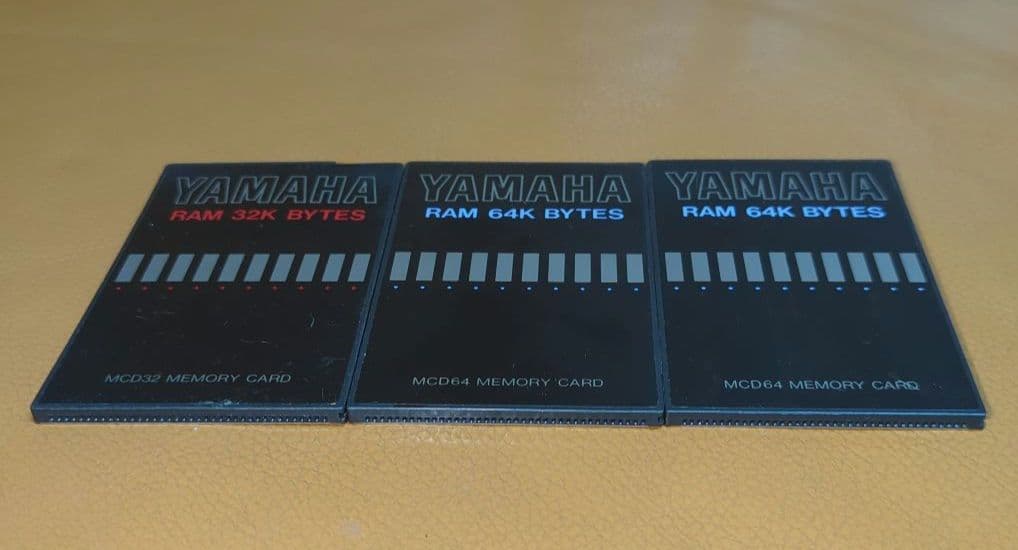 YAMAHA
RAM 32K BYTES
MCD32 MEMORY CARD
YAMAHA
RAM 64K BYTES
MCD64 MEMORY CARD
YAMAHA
RAM 64K BYTES
MCD64 MEMORY CARD